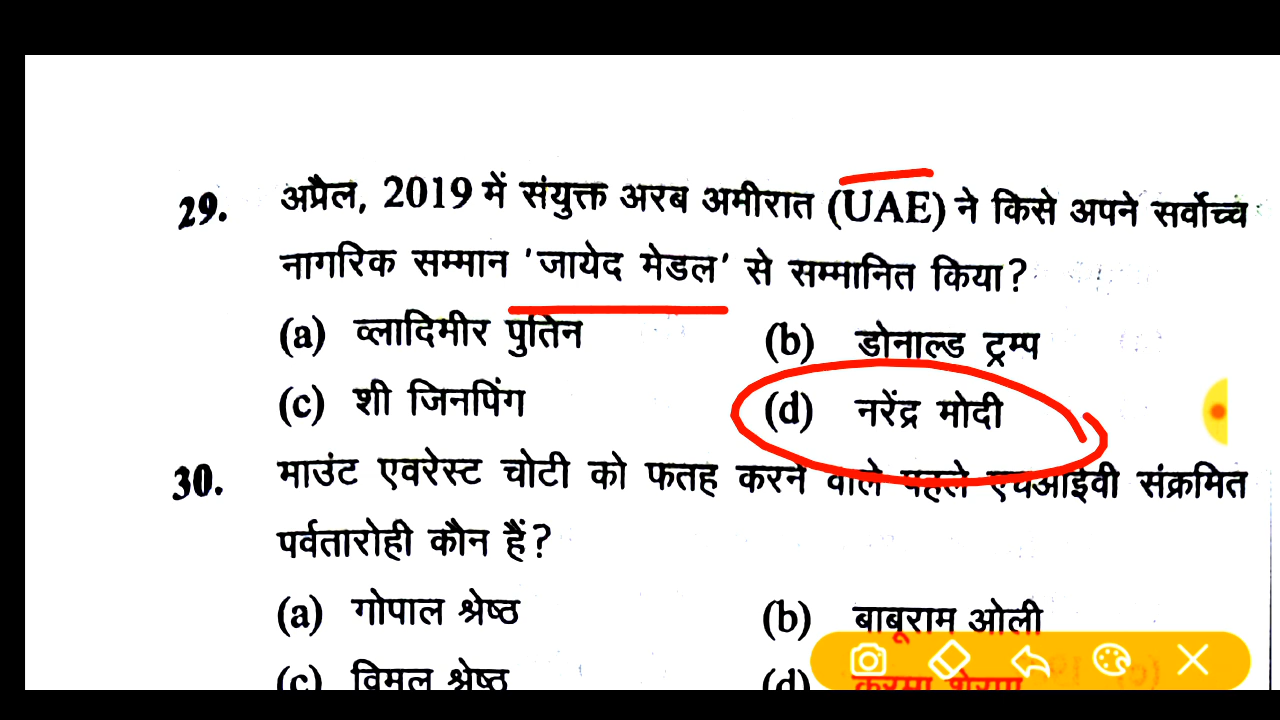 29. अप्रैल, 2019 में संयुक्त अरब अमीरात (UAE) ने किसे अपने सर्वोच्च
नागरिक सम्मान 'जायेद मेडल' से सम्मानित किया?
(a) व्लादिमीर पुतिन (b) डोनाल्ड ट्रम्प
(c) शी जिनपिंग (d) नरेंद्र मोदी
30. माउंट एवरेस्ट चोटी को फतह करने वाले पहले एचआईवी संक्रमित
पर्वतारोही कौन हैं?
(a) गोपाल श्रेष्ठ (b) बाबूराम ओली
(c) विमल श्रेष्ठ (d)